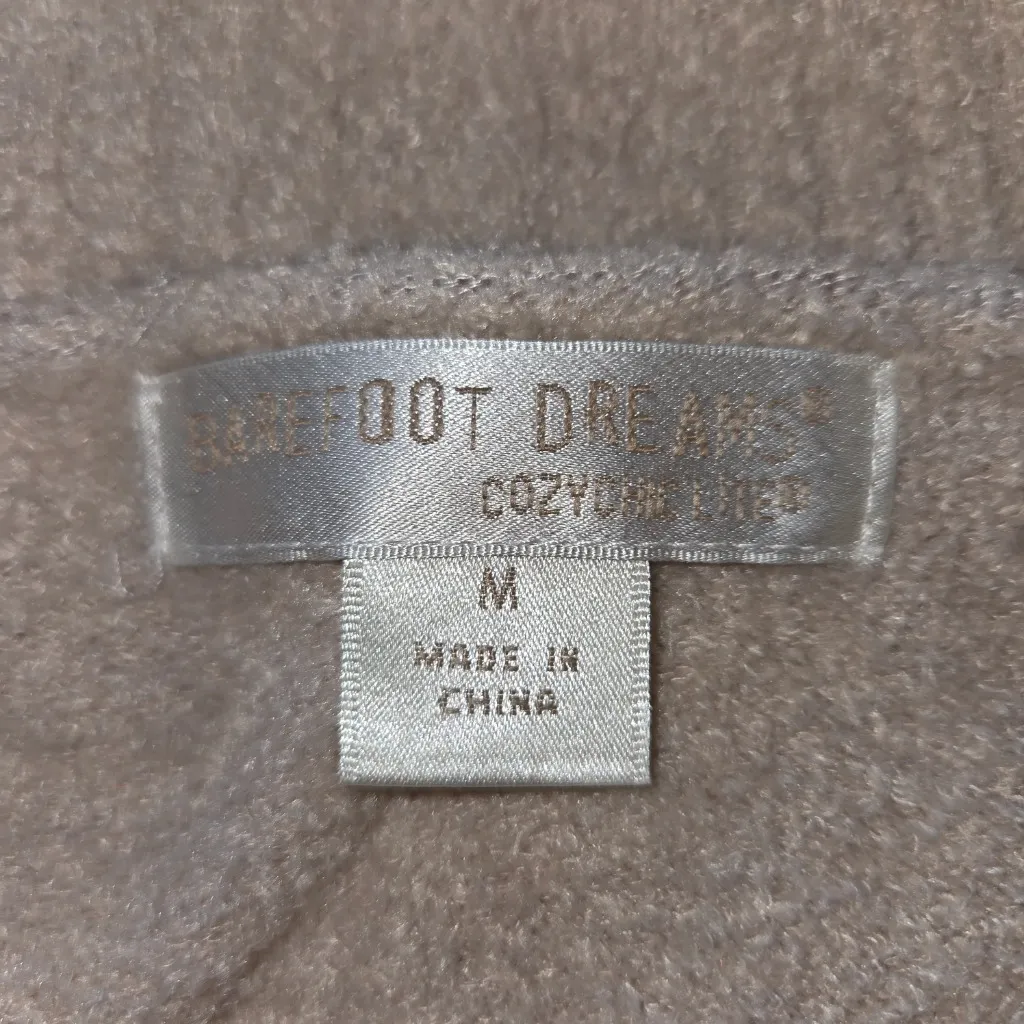 BAREFOOT DREAMS®
COZYCHIC LITE®
M
MADE IN
CHINA